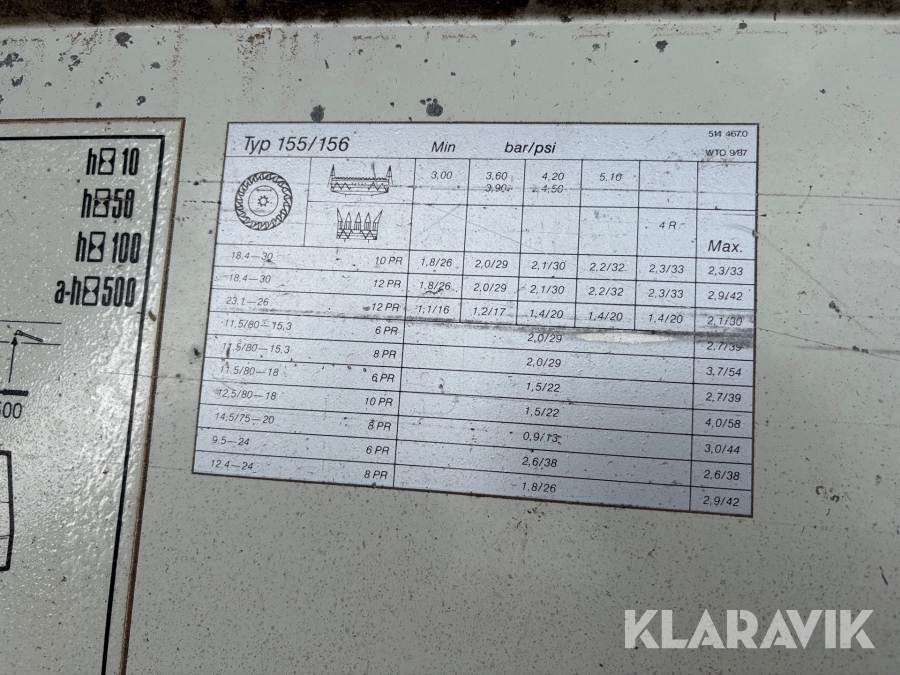 h 10
h 58
h 100
a-h 500
500
Typ 155/156 Min bar/psi 514 467.0
WTO 9/87
3,00 3,60 4,20 5,10
3,90 4,50
4 R
Max.
18.4—30 10 PR 1,8/26 2,0/29 2,1/30 2,2/32 2,3/33 2,3/33
18.4—30 12 PR 1,8/26 2,0/29 2,1/30 2,2/32 2,3/33 2,9/42
23.1—26 12 PR 1,1/16 1,2/17 1,4/20 1,4/20 1,4/20 2,1/30
11.5/80—15,3 6 PR 2,0/29 2,7/39
11.5/80—15,3 8 PR 2,0/29 3,7/54
11.5/80—18 6 PR 1,5/22 2,7/39
12,5/80—18 10 PR 1,5/22 4,0/58
14,5/75—20 8 PR 0,9/13 3,0/44
9.5—24 6 PR 2,6/38 2,6/38
12.4—24 8 PR 1,8/26 2,9/42
KLARAVIK